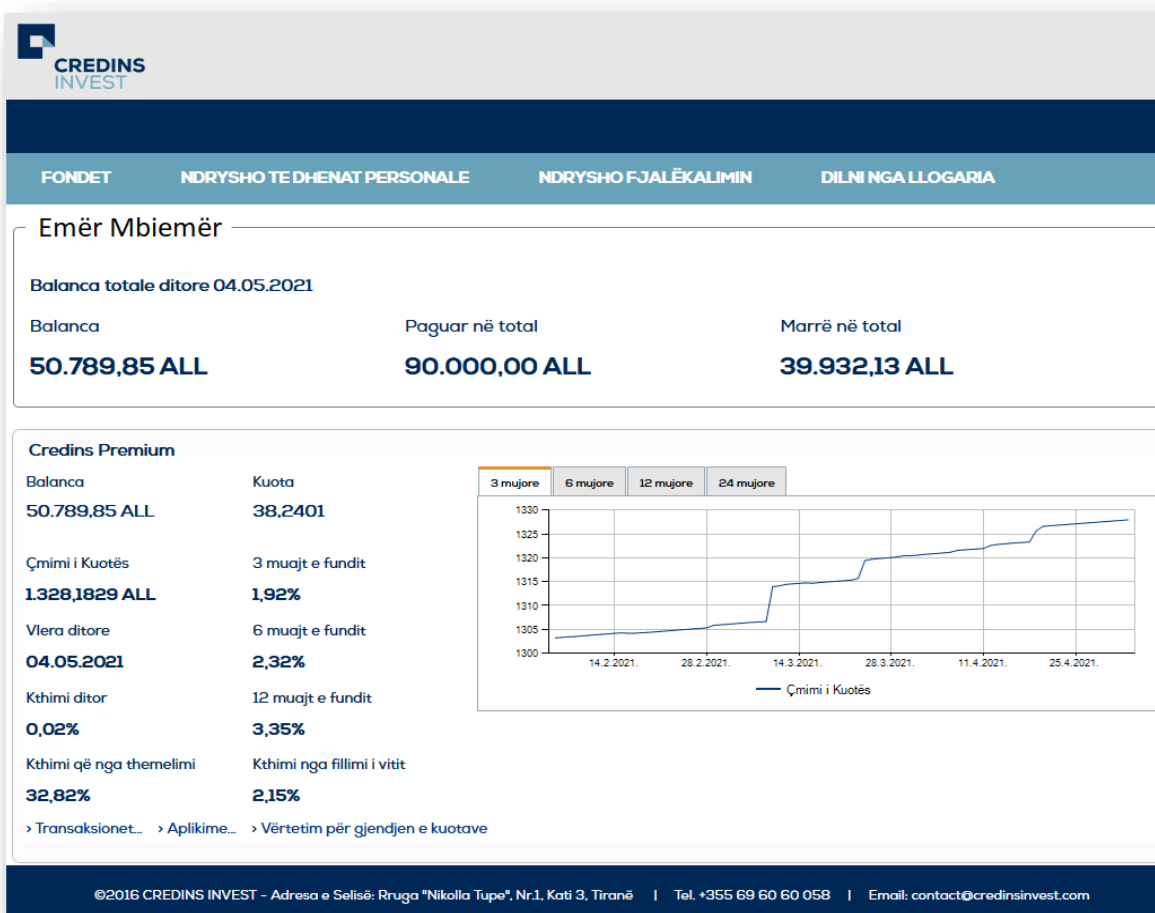 CREDINS
INVEST
FONDET NDRYSHO TE DHENAT PERSONALE NDRYSHO FJALËKALIMIN DILNI NGA LLOGARIA
Emër Mbiemër
Balanca totale ditore 04.05.2021
Balanca Paguar në total Marrë në total
50.789,85 ALL 90.000,00 ALL 39.932,13 ALL
Credins Premium
Balanca Kuota
50.789,85 ALL 38,2401
Çmimi i Kuotës 3 muajt e fundit
1.328,1829 ALL 1,92%
Vlera ditore 6 muajt e fundit
04.05.2021 2,32%
Kthimi ditor 12 muajt e fundit
0,02% 3,35%
Kthimi që nga themelimi Kthimi nga fillimi i vitit
32,82% 2,15%
› Transaksionet... › Aplikime... › Vërtetim për gjendjen e kuotave
3 mujore 6 mujore 12 mujore 24 mujore
1330
1325
1320
1315
1310
1305
1300
14.2.2021. 28.2.2021. 14.3.2021. 28.3.2021. 11.4.2021. 25.4.2021.
Çmimi i Kuotës
©2016 CREDINS INVEST - Adresa e Selisë: Rruga "Nikolla Tupe", Nr.1, Kati 3, Tiranë | Tel. +355 69 60 60 058 | Email: contact@credinsinvest.com